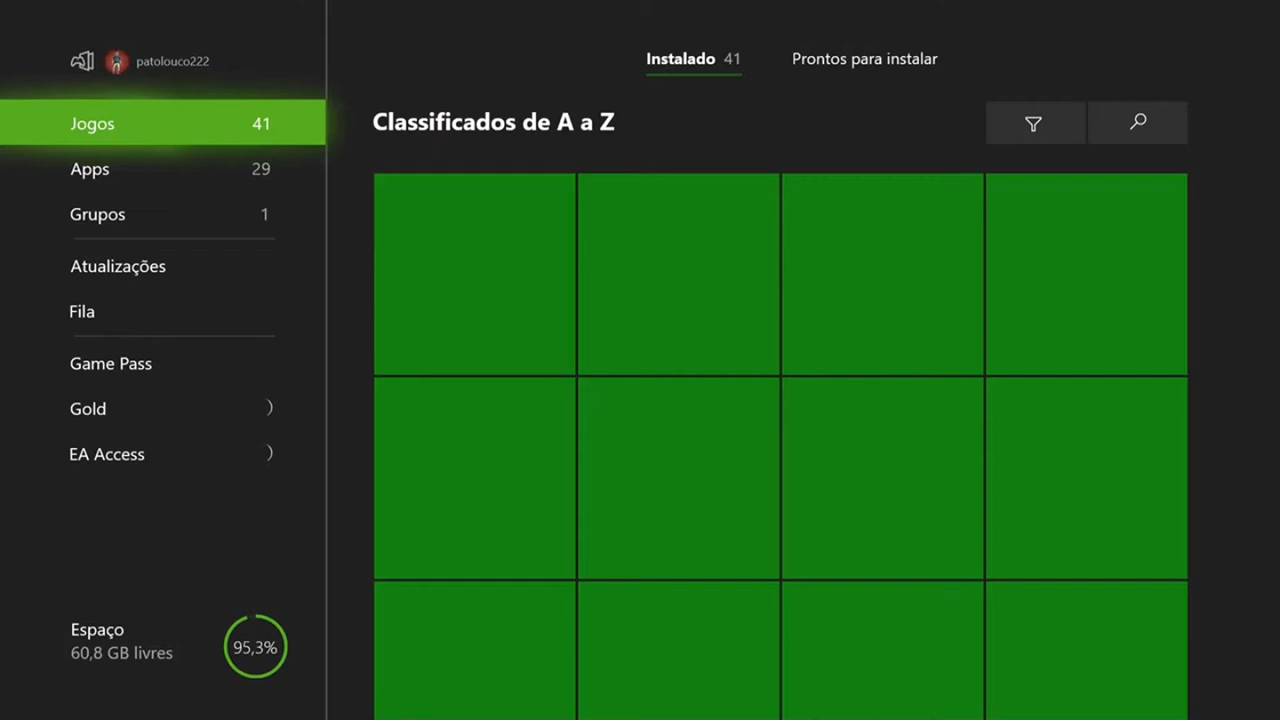 patolouco222
Jogos 41
Apps 29
Grupos 1
Atualizações
Fila
Game Pass
Gold
EA Access
Espaço
60,8 GB livres
95,3%
Instalado 41
Prontos para instalar
Classificados de A a Z